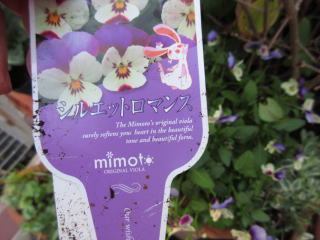 シルエットロマンス
The Mimoto's original viola
surely softens your heart in the beautiful
tone and beautiful form.
mimoto
ORIGINAL VIOLA
Our